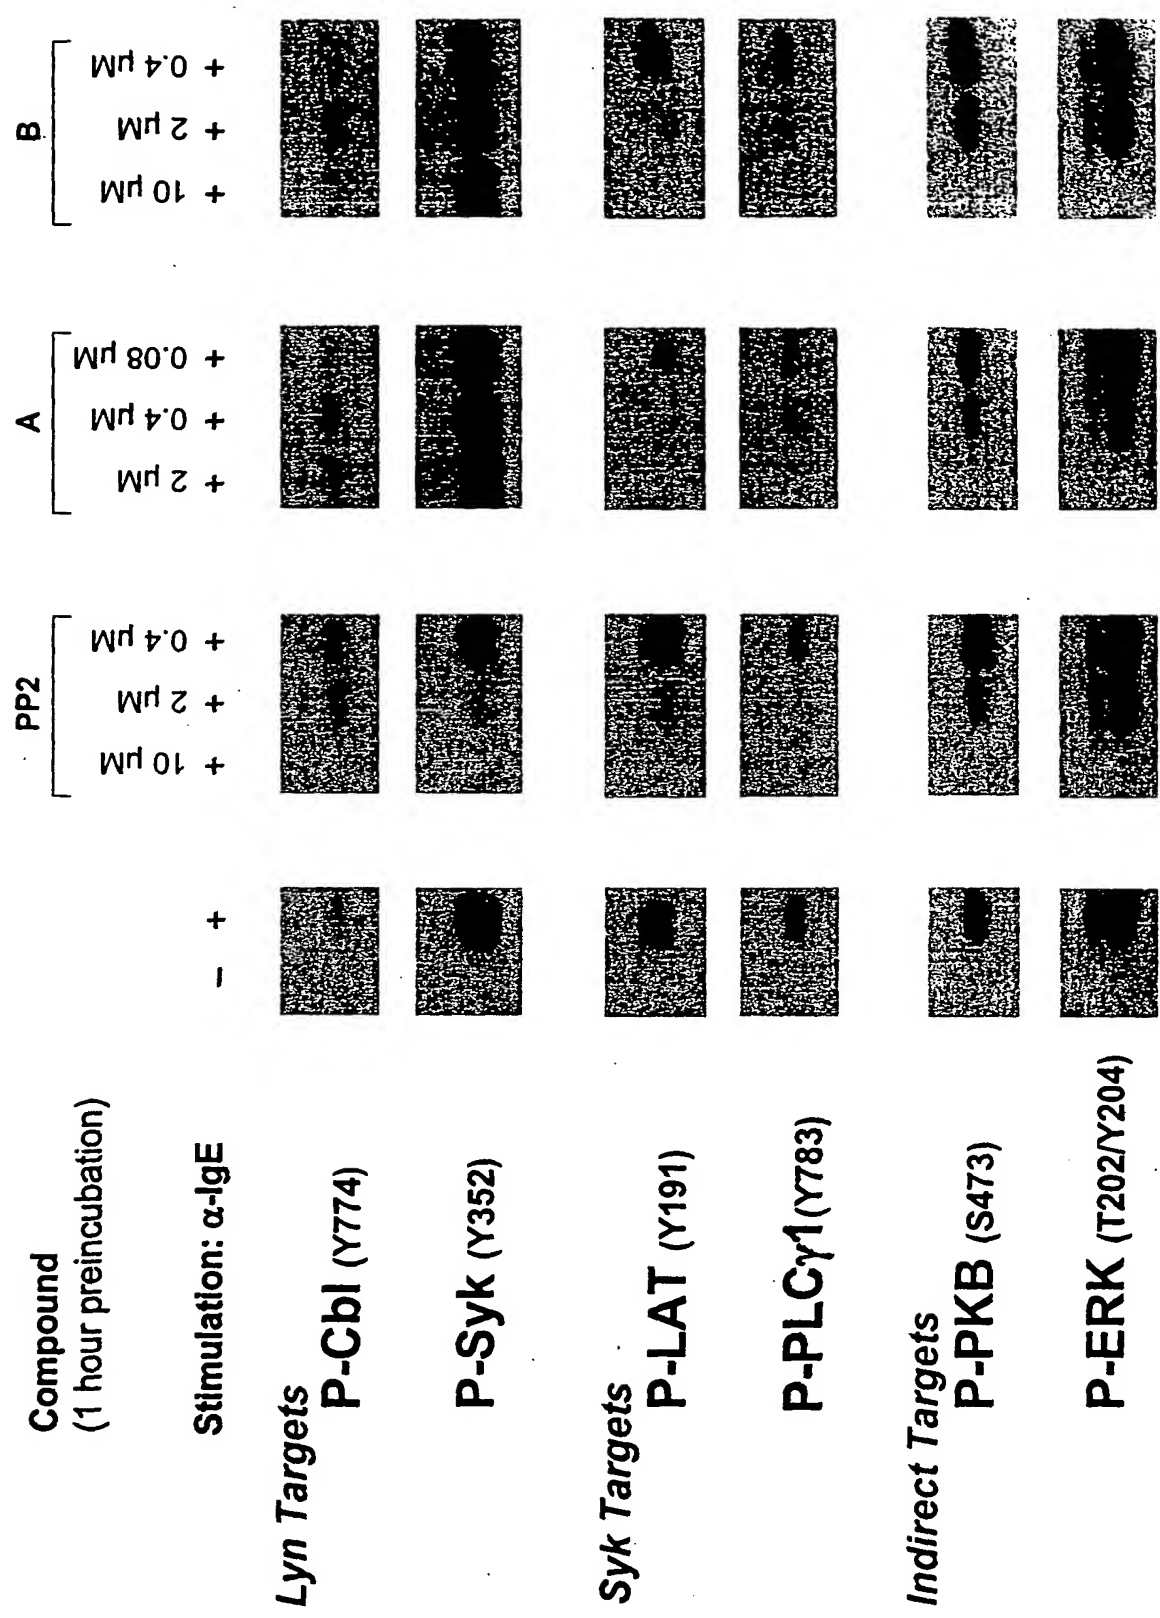 Compound
(1 hour preincubation)
PP2
A
B
10 µM
2 µM
0.4 µM
2 µM
0.4 µM
0.08 µM
10 µM
2 µM
0.4 µM
Stimulation: α-IgE
– + + + + + + + + + +
Lyn Targets
P-Cbl (Y774)
P-Syk (Y352)
Syk Targets
P-LAT (Y191)
P-PLCγ1(Y783)
Indirect Targets
P-PKB (S473)
P-ERK (T202/Y204)